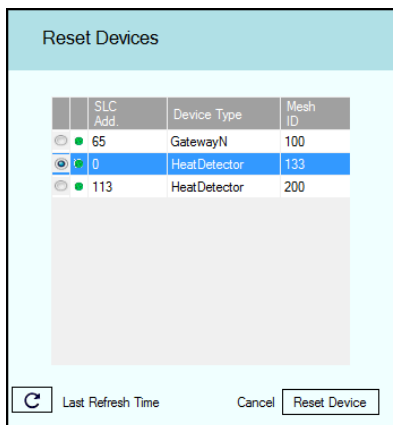 Reset Devices
SLC Add. Device Type Mesh ID
65 GatewayN 100
0 HeatDetector 133
113 HeatDetector 200
Last Refresh Time Cancel Reset Device